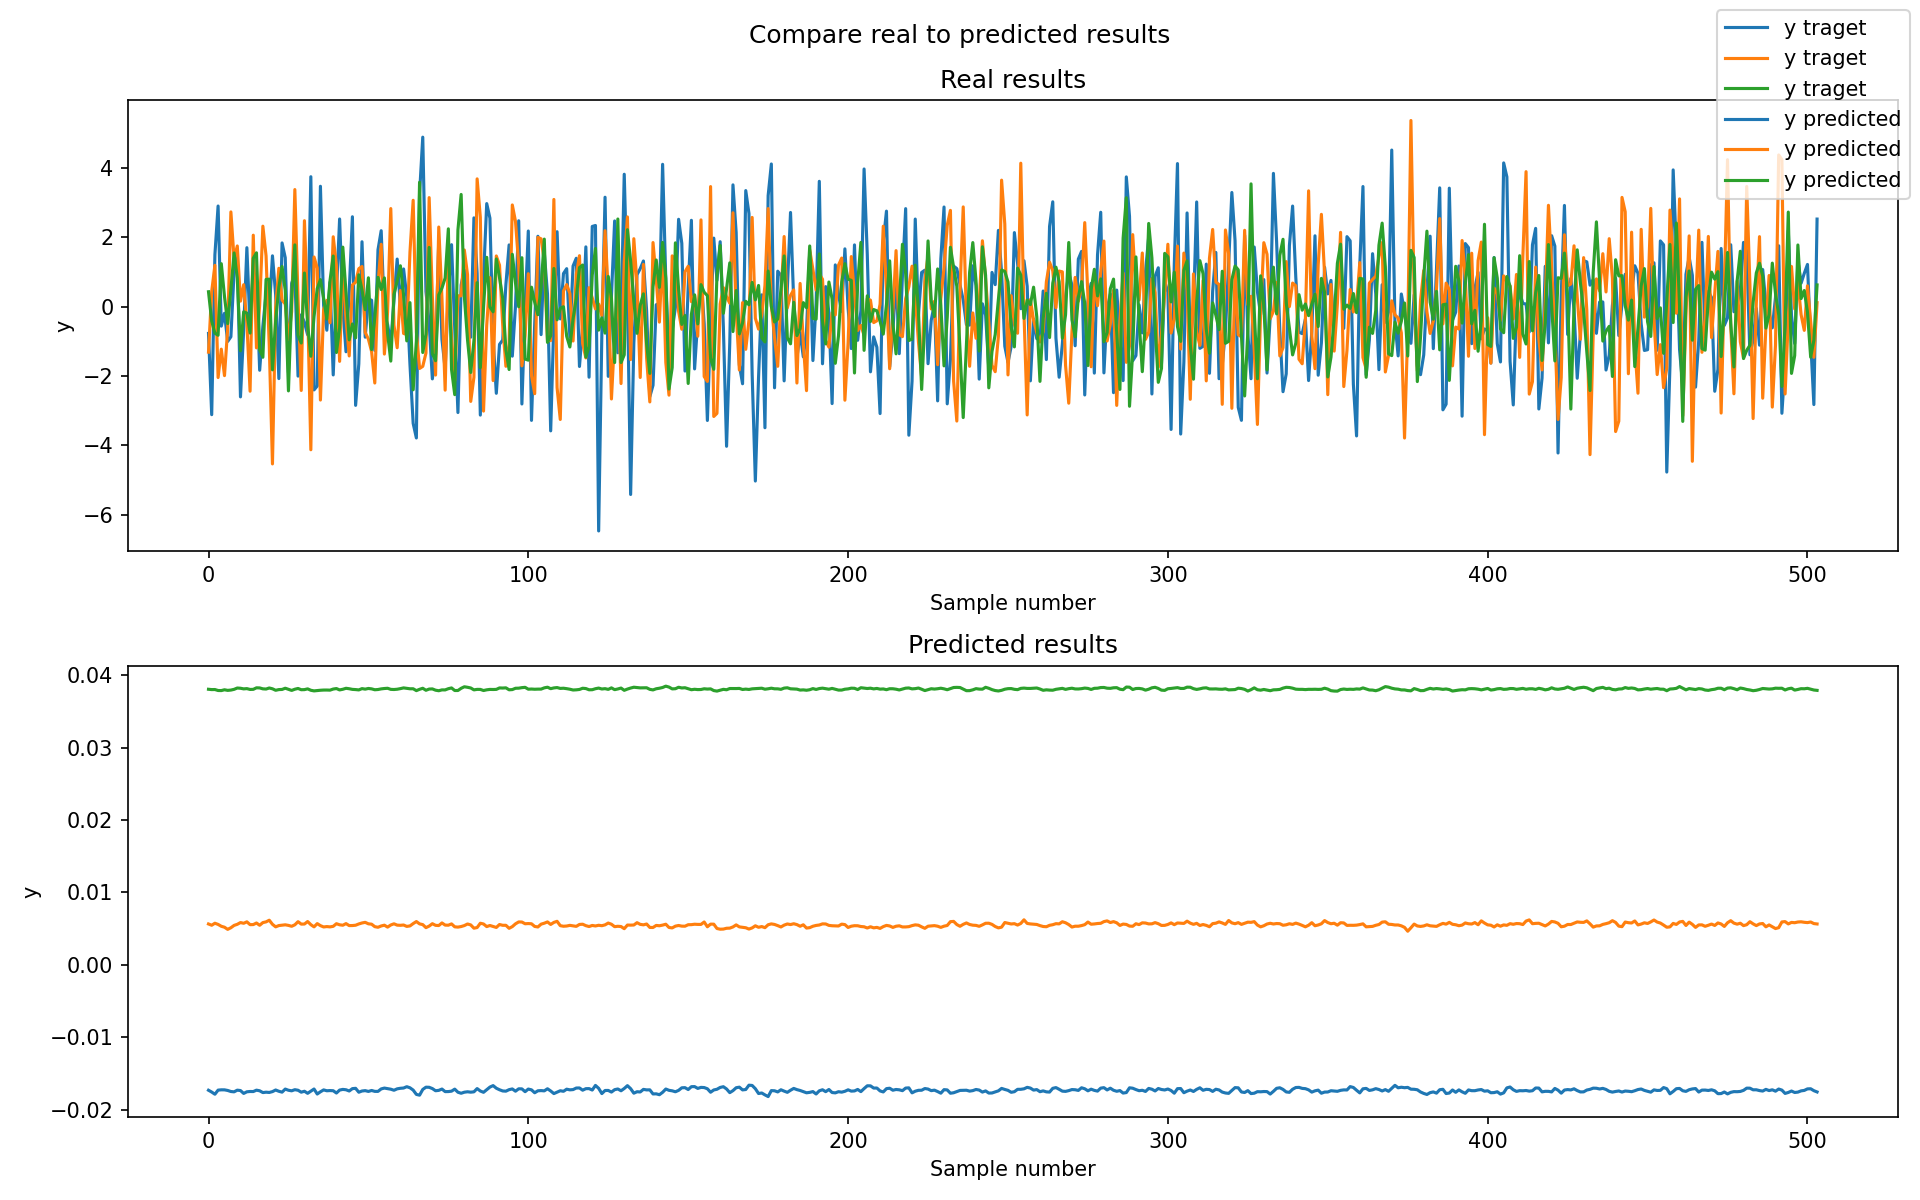 Compare real to predicted results
y traget
y traget
y traget
y predicted
y predicted
y predicted
Real results
4
2
0
−2
−4
−6
y
0 100 200 300 400 500
Sample number
Predicted results
0.04
0.03
0.02
0.01
0.00
−0.01
−0.02
y
0 100 200 300 400 500
Sample number